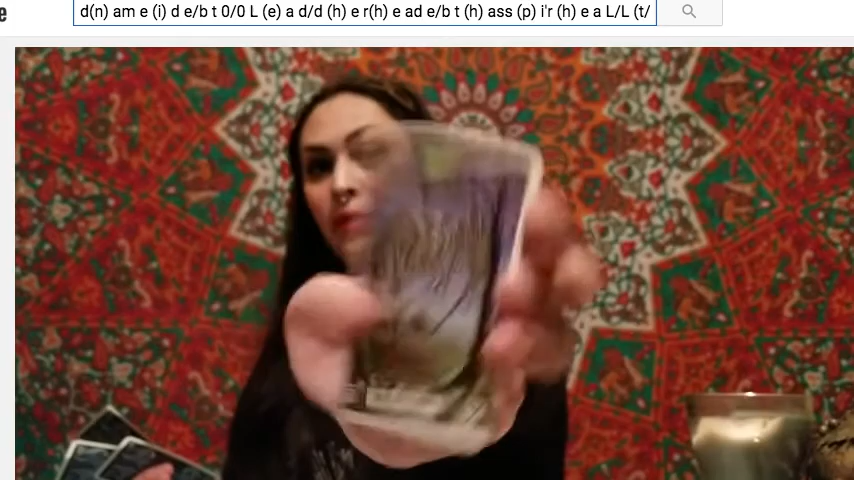 d(n) am e (i) d e/b t 0/0 L (e) a d/d (h) e r(h) e ad e/b t (h) ass (p) i'r (h) e a L/L (t/